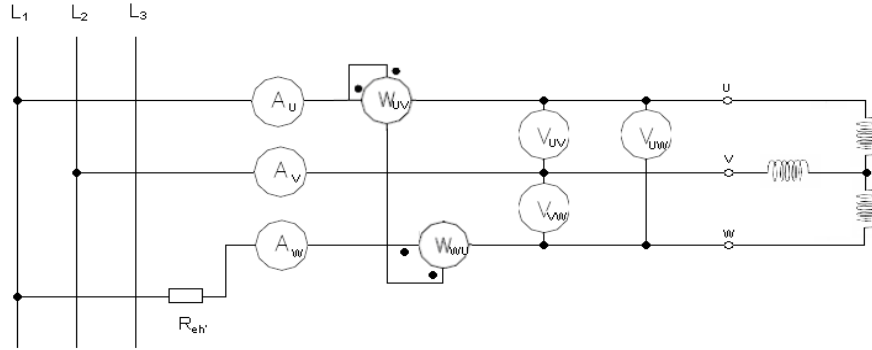 L1 L2 L3
AU WUV U
VUV VUW
AV V
VVW
AW WWU W
Reh'